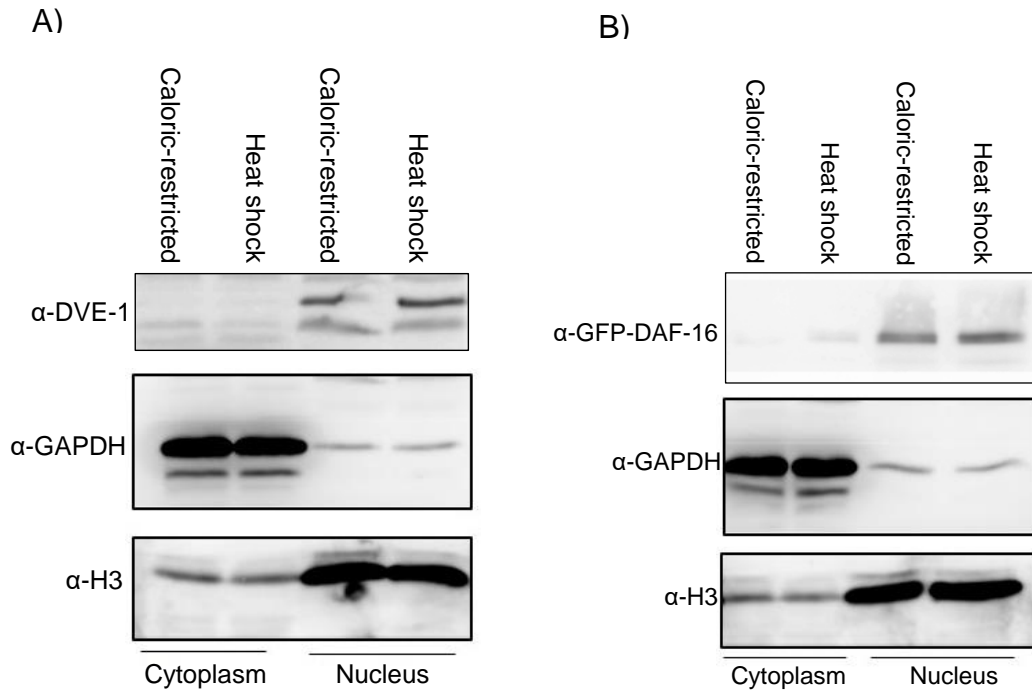 A)
Caloric-restricted
Heat shock
Caloric-restricted
Heat shock
α-DVE-1
α-GAPDH
α-H3
Cytoplasm
Nucleus
B)
Caloric-restricted
Heat shock
Caloric-restricted
Heat shock
α-GFP-DAF-16
α-GAPDH
α-H3
Cytoplasm
Nucleus